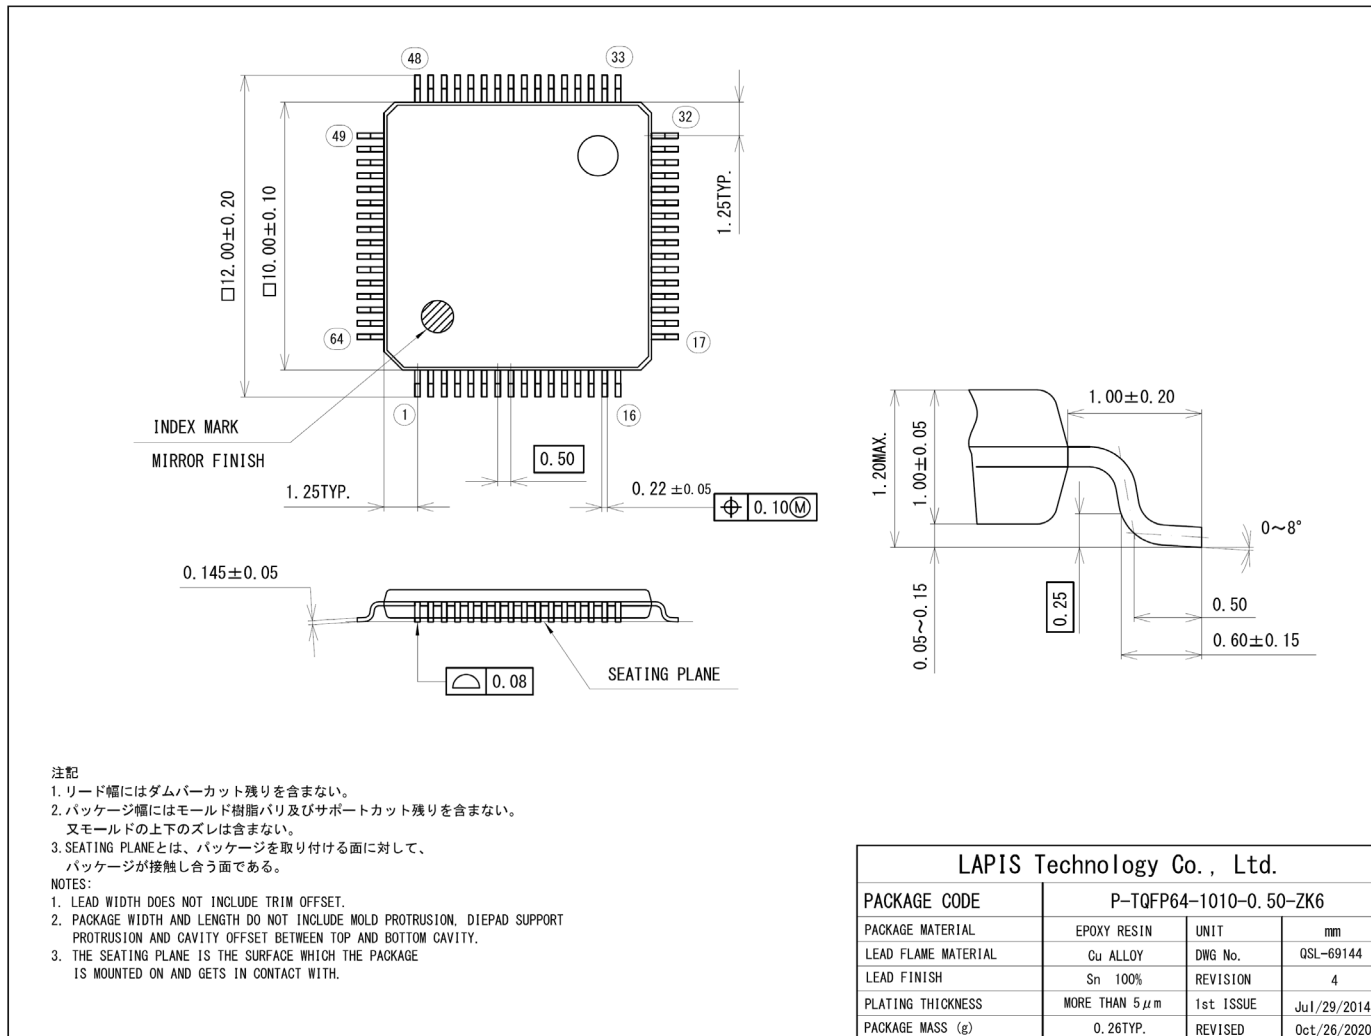 48
33
32
49
□12.00±0.20
□10.00±0.10
1.25TYP.
64
17
1
16
INDEX MARK
MIRROR FINISH
0.50
1.25TYP.
0.22 ±0.05
⌖ 0.10Ⓜ
1.00±0.20
1.20MAX.
1.00±0.05
0~8°
0.05~0.15
0.25
0.50
0.60±0.15
0.145±0.05
⌓ 0.08
SEATING PLANE
注記
1.リード幅にはダムバーカット残りを含まない。
2.パッケージ幅にはモールド樹脂バリ及びサポートカット残りを含まない。
又モールドの上下のズレは含まない。
3.SEATING PLANEとは、パッケージを取り付ける面に対して、
パッケージが接触し合う面である。
NOTES:
1. LEAD WIDTH DOES NOT INCLUDE TRIM OFFSET.
2. PACKAGE WIDTH AND LENGTH DO NOT INCLUDE MOLD PROTRUSION, DIEPAD SUPPORT
PROTRUSION AND CAVITY OFFSET BETWEEN TOP AND BOTTOM CAVITY.
3. THE SEATING PLANE IS THE SURFACE WHICH THE PACKAGE
IS MOUNTED ON AND GETS IN CONTACT WITH.
LAPIS Technology Co., Ltd.
PACKAGE CODE P-TQFP64-1010-0.50-ZK6
PACKAGE MATERIAL EPOXY RESIN UNIT mm
LEAD FLAME MATERIAL Cu ALLOY DWG No. QSL-69144
LEAD FINISH Sn 100% REVISION 4
PLATING THICKNESS MORE THAN 5μm 1st ISSUE Jul/29/2014
PACKAGE MASS (g) 0.26TYP. REVISED Oct/26/2020